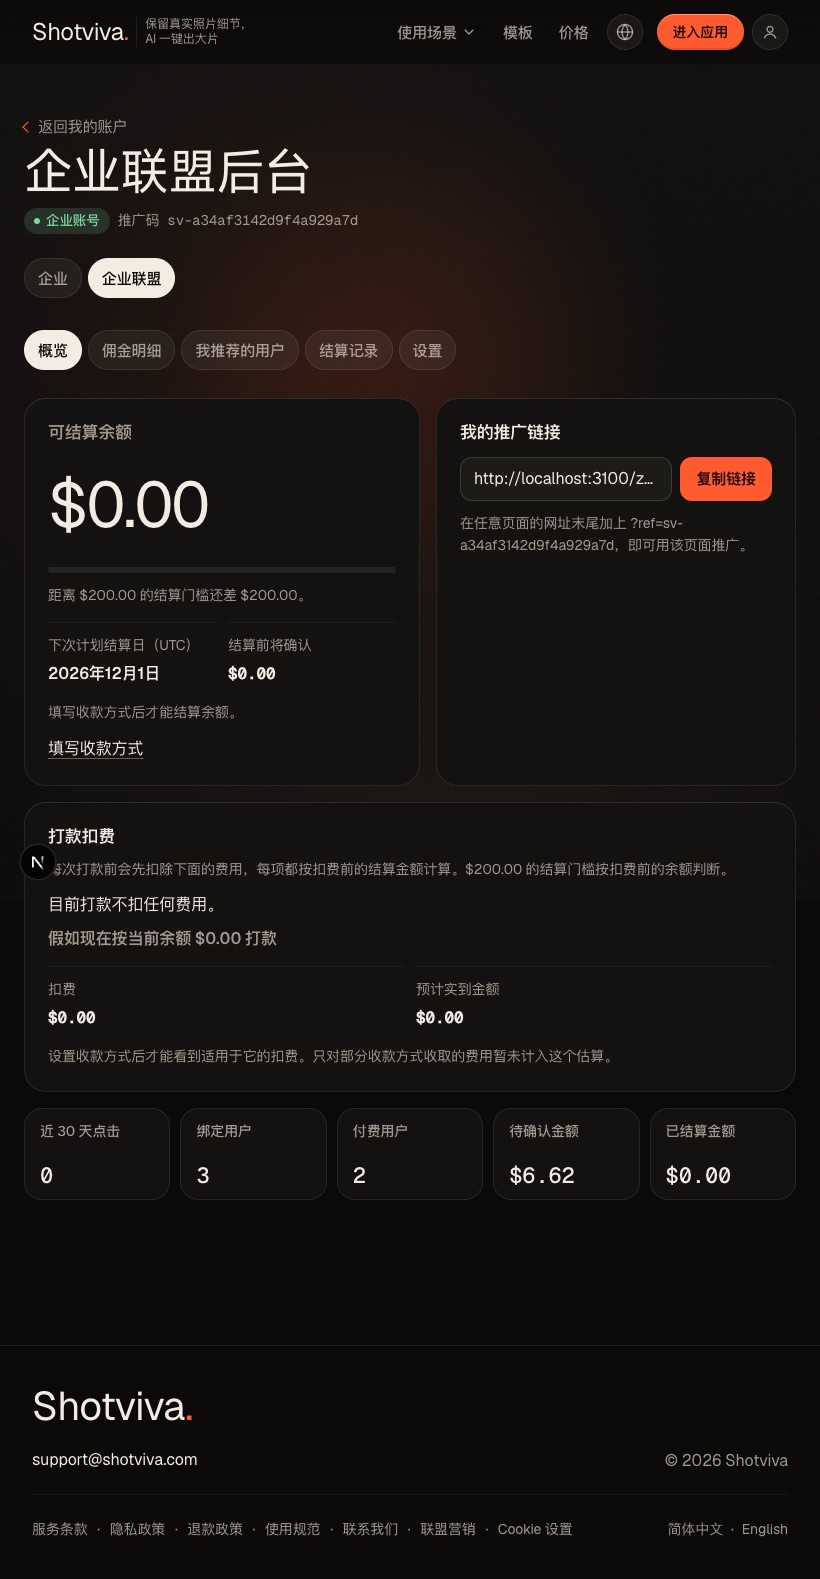 Shotviva.
保留真实照片细节，
AI 一键出大片
使用场景
模板
价格
进入应用
返回我的账户
企业联盟后台
企业账号 推广码 sv-a34af3142d9f4a929a7d
企业 企业联盟
概览 佣金明细 我推荐的用户 结算记录 设置
可结算余额
$0.00
距离 $200.00 的结算门槛还差 $200.00。
下次计划结算日（UTC） 结算前将确认
2026年12月1日 $0.00
填写收款方式后才能结算余额。
填写收款方式
我的推广链接
http://localhost:3100/z... 复制链接
在任意页面的网址末尾加上 ?ref=sv-
a34af3142d9f4a929a7d，即可用该页面推广。
打款扣费
N
次打款前会先扣除下面的费用，每项都按扣费前的结算金额计算。$200.00 的结算门槛按扣费前的余额判断。
目前打款不扣任何费用。
假如现在按当前余额 $0.00 打款
扣费 预计实到金额
$0.00 $0.00
设置收款方式后才能看到适用于它的扣费。只对部分收款方式收取的费用暂未计入这个估算。
近 30 天点击 绑定用户 付费用户 待确认金额 已结算金额
0 3 2 $6.62 $0.00
Shotviva.
support@shotviva.com © 2026 Shotviva
服务条款 · 隐私政策 · 退款政策 · 使用规范 · 联系我们 · 联盟营销 · Cookie 设置 简体中文 · English